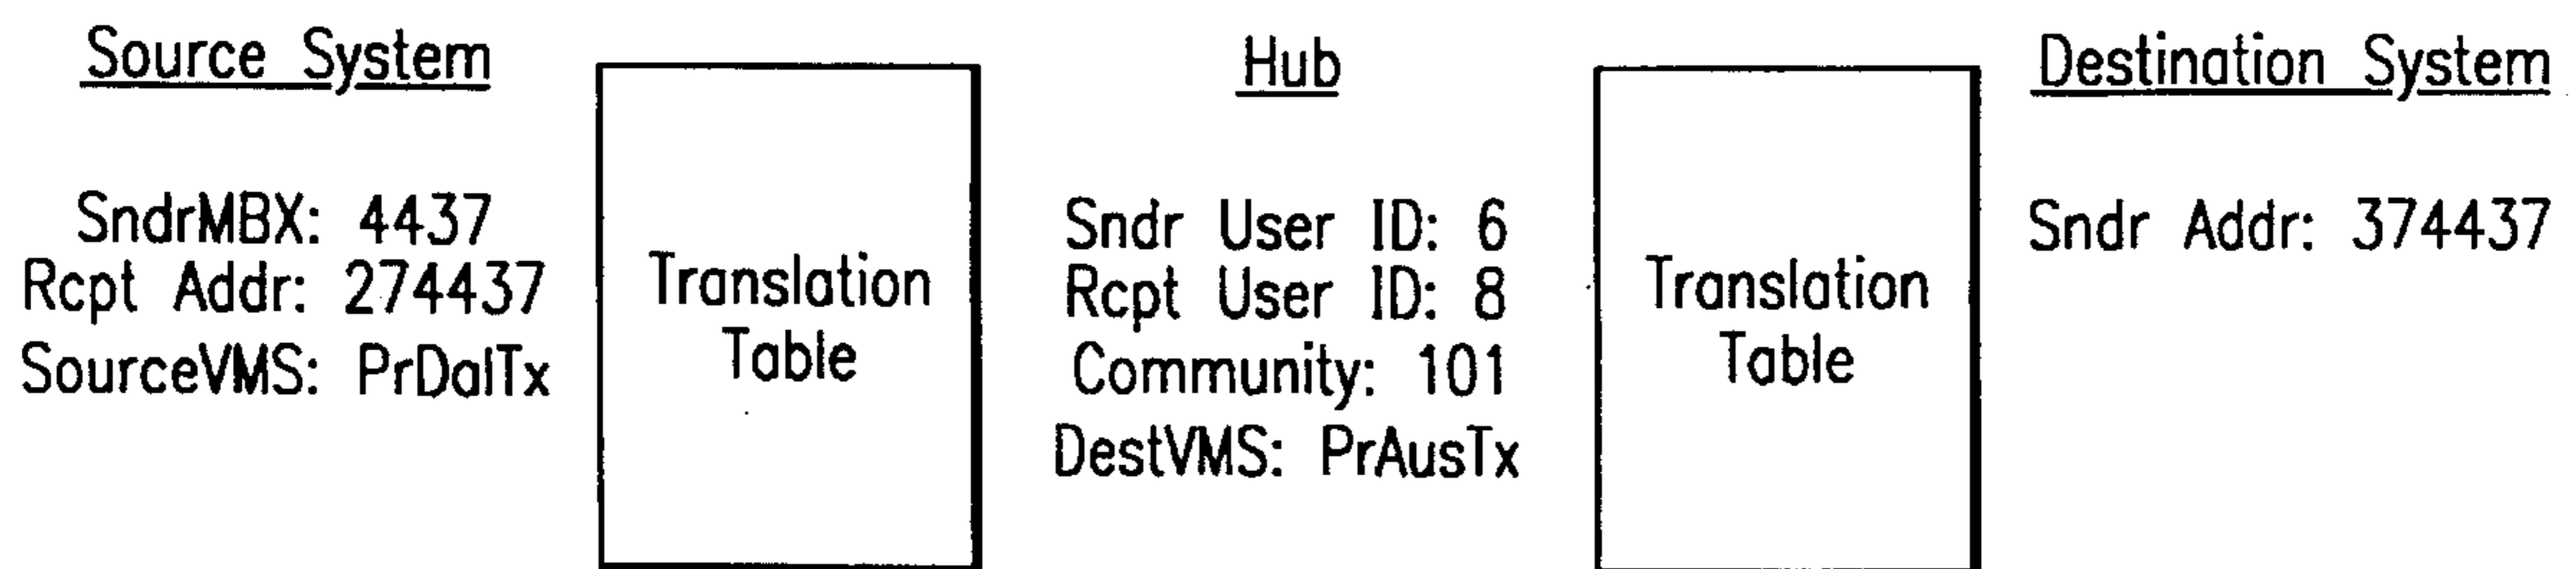 Source System
SndrMBX: 4437
Rcpt Addr: 274437
SourceVMS: PrDalTx
Translation
Table
Hub
Sndr User ID: 6
Rcpt User ID: 8
Community: 101
DestVMS: PrAusTx
Translation
Table
Destination System
Sndr Addr: 374437